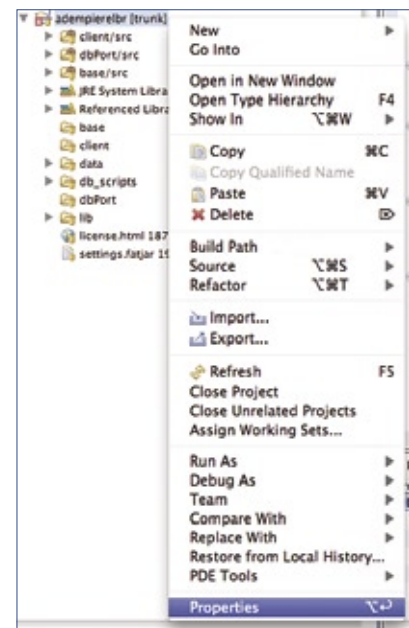 adempierelbr [trunk]
client/src
dbPort/src
base/src
JRE System Libra
Referenced Libra
base
client
data
db_scripts
dbPort
lib
license.html 187
settings.fatjar 19
New
Go Into
Open in New Window
Open Type Hierarchy F4
Show In ⌥⌘W
Copy ⌘C
Copy Qualified Name
Paste ⌘V
Delete ⌦
Build Path
Source ⌥⌘S
Refactor ⌥⌘T
Import...
Export...
Refresh F5
Close Project
Close Unrelated Projects
Assign Working Sets...
Run As
Debug As
Team
Compare With
Replace With
Restore from Local History...
PDE Tools
Properties ⌥↩